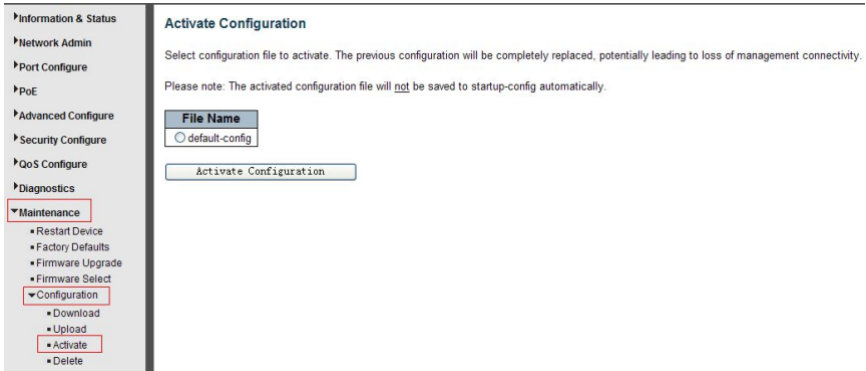 Information & Status
Network Admin
Port Configure
PoE
Advanced Configure
Security Configure
QoS Configure
Diagnostics
Maintenance
Restart Device
Factory Defaults
Firmware Upgrade
Firmware Select
Configuration
Download
Upload
Activate
Delete
Activate Configuration
Select configuration file to activate. The previous configuration will be completely replaced, potentially leading to loss of management connectivity.
Please note: The activated configuration file will not be saved to startup-config automatically.
File Name
default-config
Activate Configuration